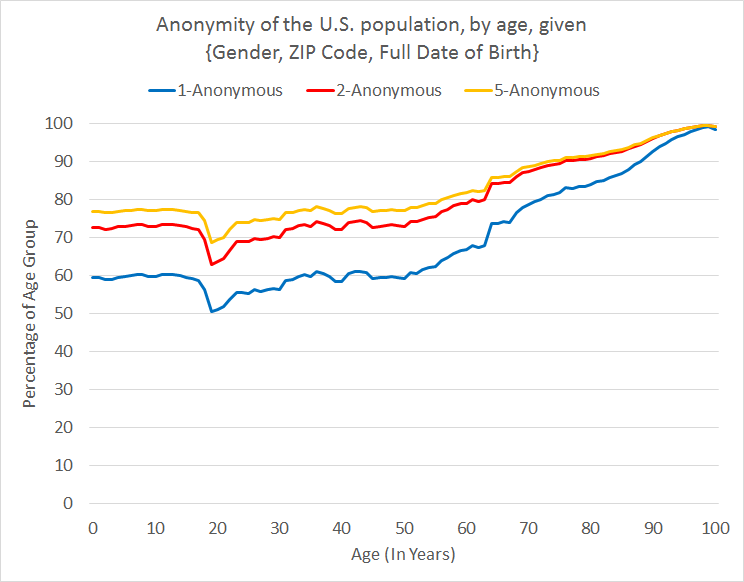 Anonymity of the U.S. population, by age, given
{Gender, ZIP Code, Full Date of Birth}
1-Anonymous 2-Anonymous 5-Anonymous
100
90
80
70
60
50
40
30
20
10
0
Percentage of Age Group
0 10 20 30 40 50 60 70 80 90 100
Age (In Years)